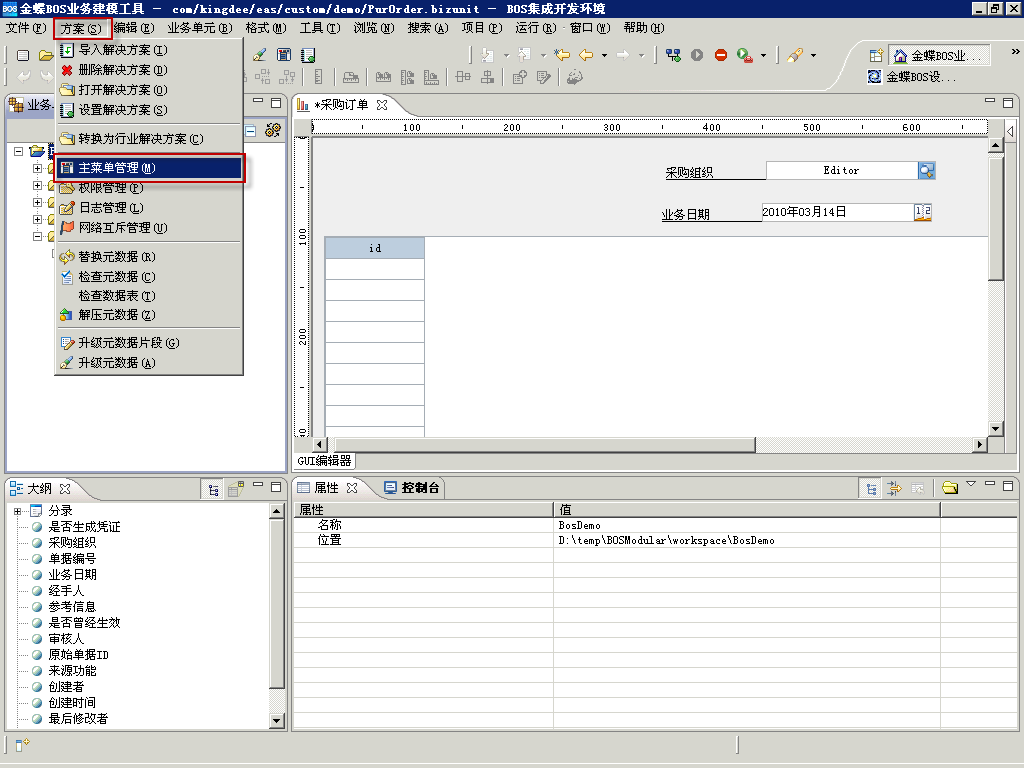 金蝶BOS业务建模工具 － com/kingdee/eas/custom/demo/PurOrder.bizunit － BOS集成开发环境
文件(F) 方案(S) 编辑(E) 业务单元(B) 格式(M) 工具(T) 浏览(N) 搜索(A) 项目(P) 运行(R) 窗口(W) 帮助(H)
导入解决方案(I)
删除解决方案(D)
打开解决方案(O)
设置解决方案(S)
转换为行业解决方案(C)
主菜单管理(M)
权限管理(P)
日志管理(L)
网络互斥管理(U)
替换元数据(R)
检查元数据(C)
检查数据表(T)
解压元数据(Z)
升级元数据片段(G)
升级元数据(A)
金蝶BOS业...
金蝶BOS设...
业务
*采购订单
0 100 200 300 400 500 600
100
200
采购组织 Editor
业务日期 2010年03月14日
id
GUI编辑器
大纲
分录
是否生成凭证
采购组织
单据编号
业务日期
经手人
参考信息
是否曾经生效
审核人
原始单据ID
来源功能
创建者
创建时间
最后修改者
属性 控制台
属性 值
名称 BosDemo
位置 D:\temp\BOSModular\workspace\BosDemo